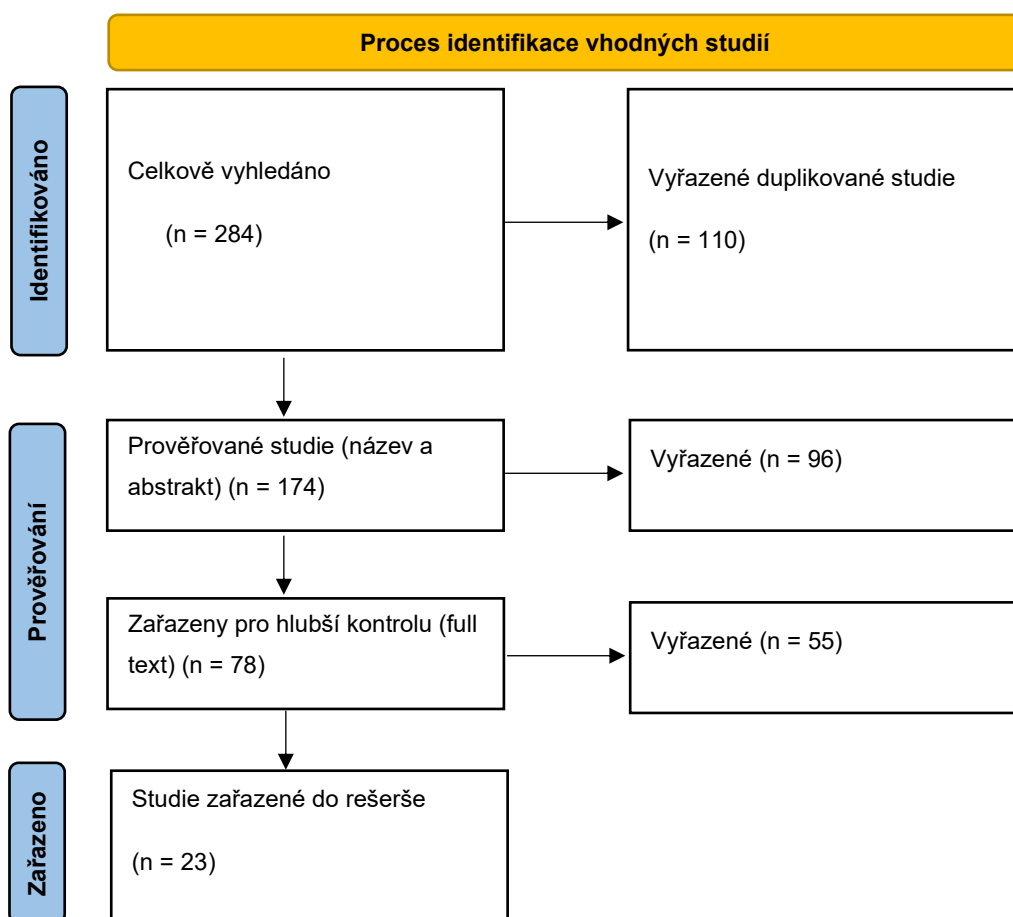 Proces identifikace vhodných studií
Identifikováno
Celkově vyhledáno
(n = 284)
Vyřazené duplikované studie
(n = 110)
Prověřování
Prověřované studie (název a
abstrakt) (n = 174)
Vyřazené (n = 96)
Zařazeny pro hlubší kontrolu (full
text) (n = 78)
Vyřazené (n = 55)
Zařazeno
Studie zařazené do rešerše
(n = 23)